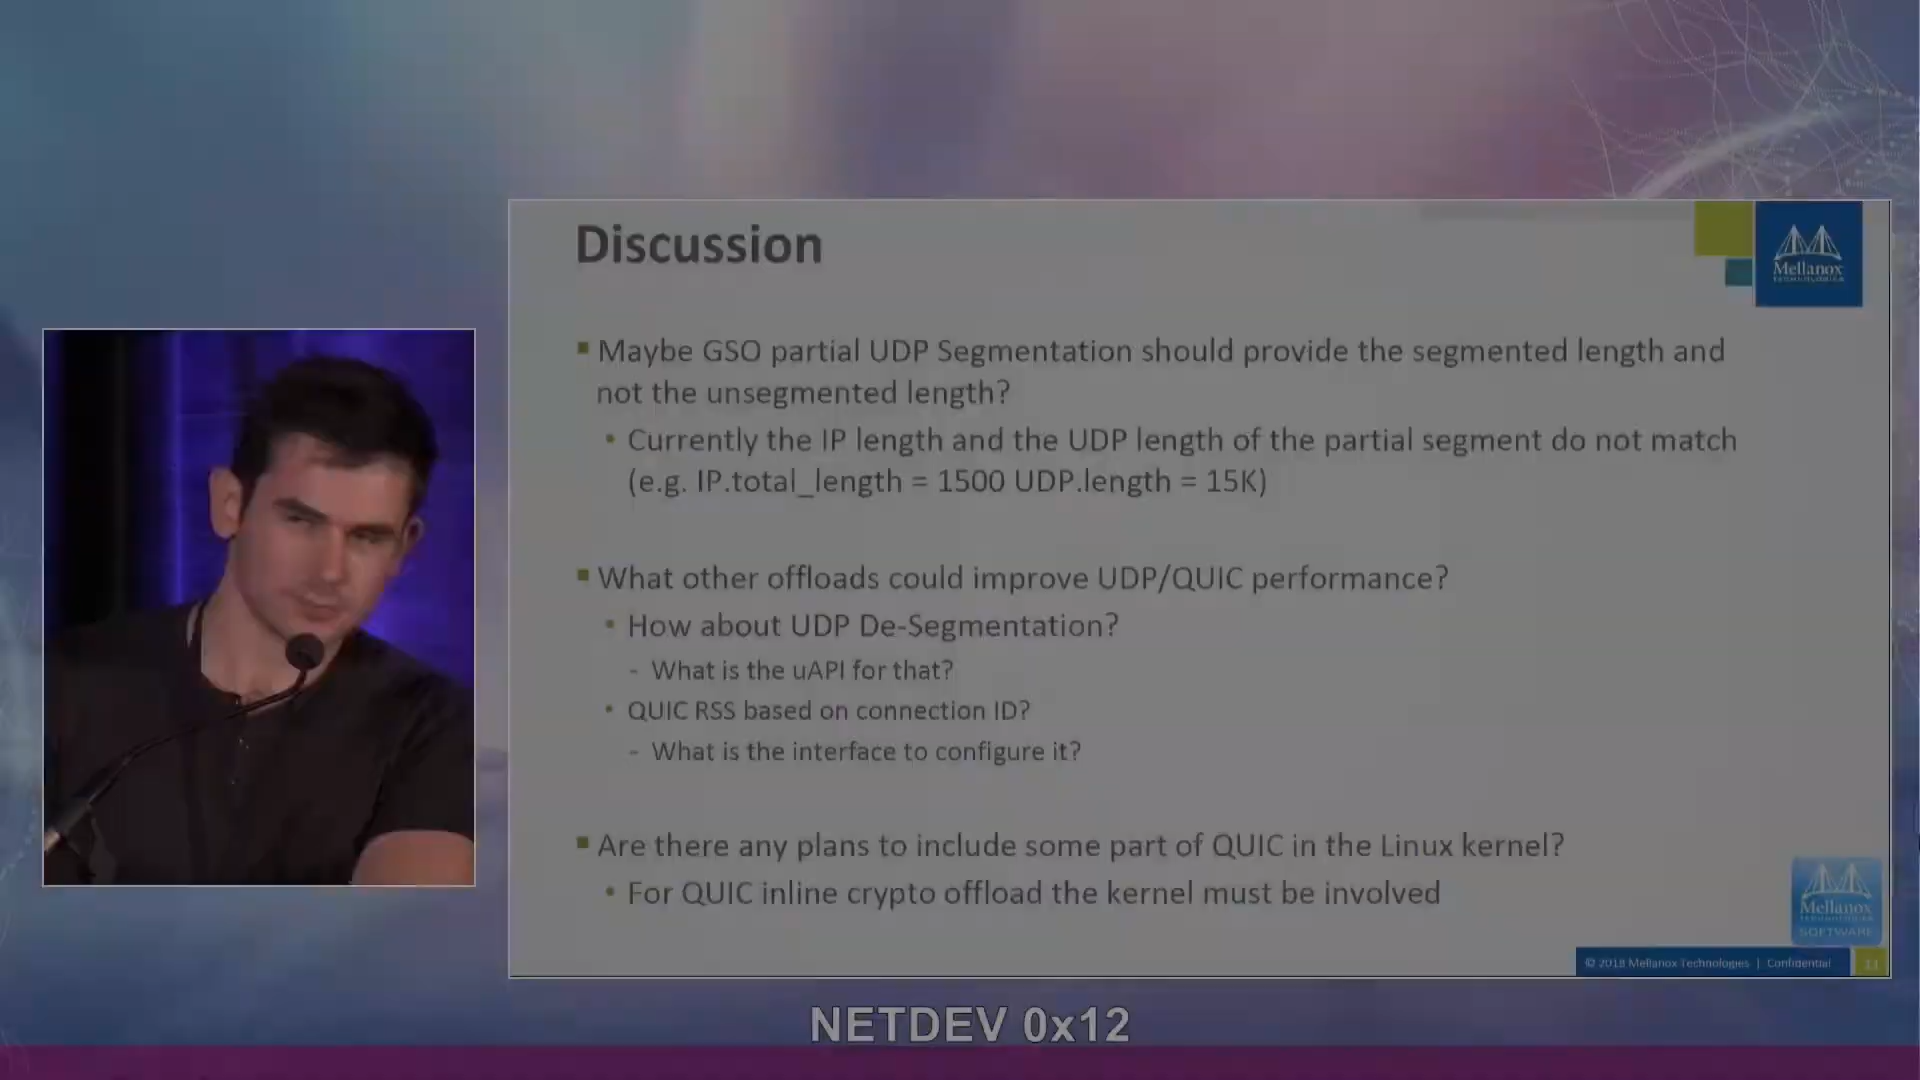 Discussion
Mellanox
TECHNOLOGIES
▪ Maybe GSO partial UDP Segmentation should provide the segmented length and
not the unsegmented length?
• Currently the IP length and the UDP length of the partial segment do not match
(e.g. IP.total_length = 1500 UDP.length = 15K)
▪ What other offloads could improve UDP/QUIC performance?
• How about UDP De-Segmentation?
- What is the uAPI for that?
• QUIC RSS based on connection ID?
- What is the interface to configure it?
▪ Are there any plans to include some part of QUIC in the Linux kernel?
• For QUIC inline crypto offload the kernel must be involved
Mellanox
TECHNOLOGIES
SOFTWARE
© 2018 Mellanox Technologies | Confidential
NETDEV 0x12